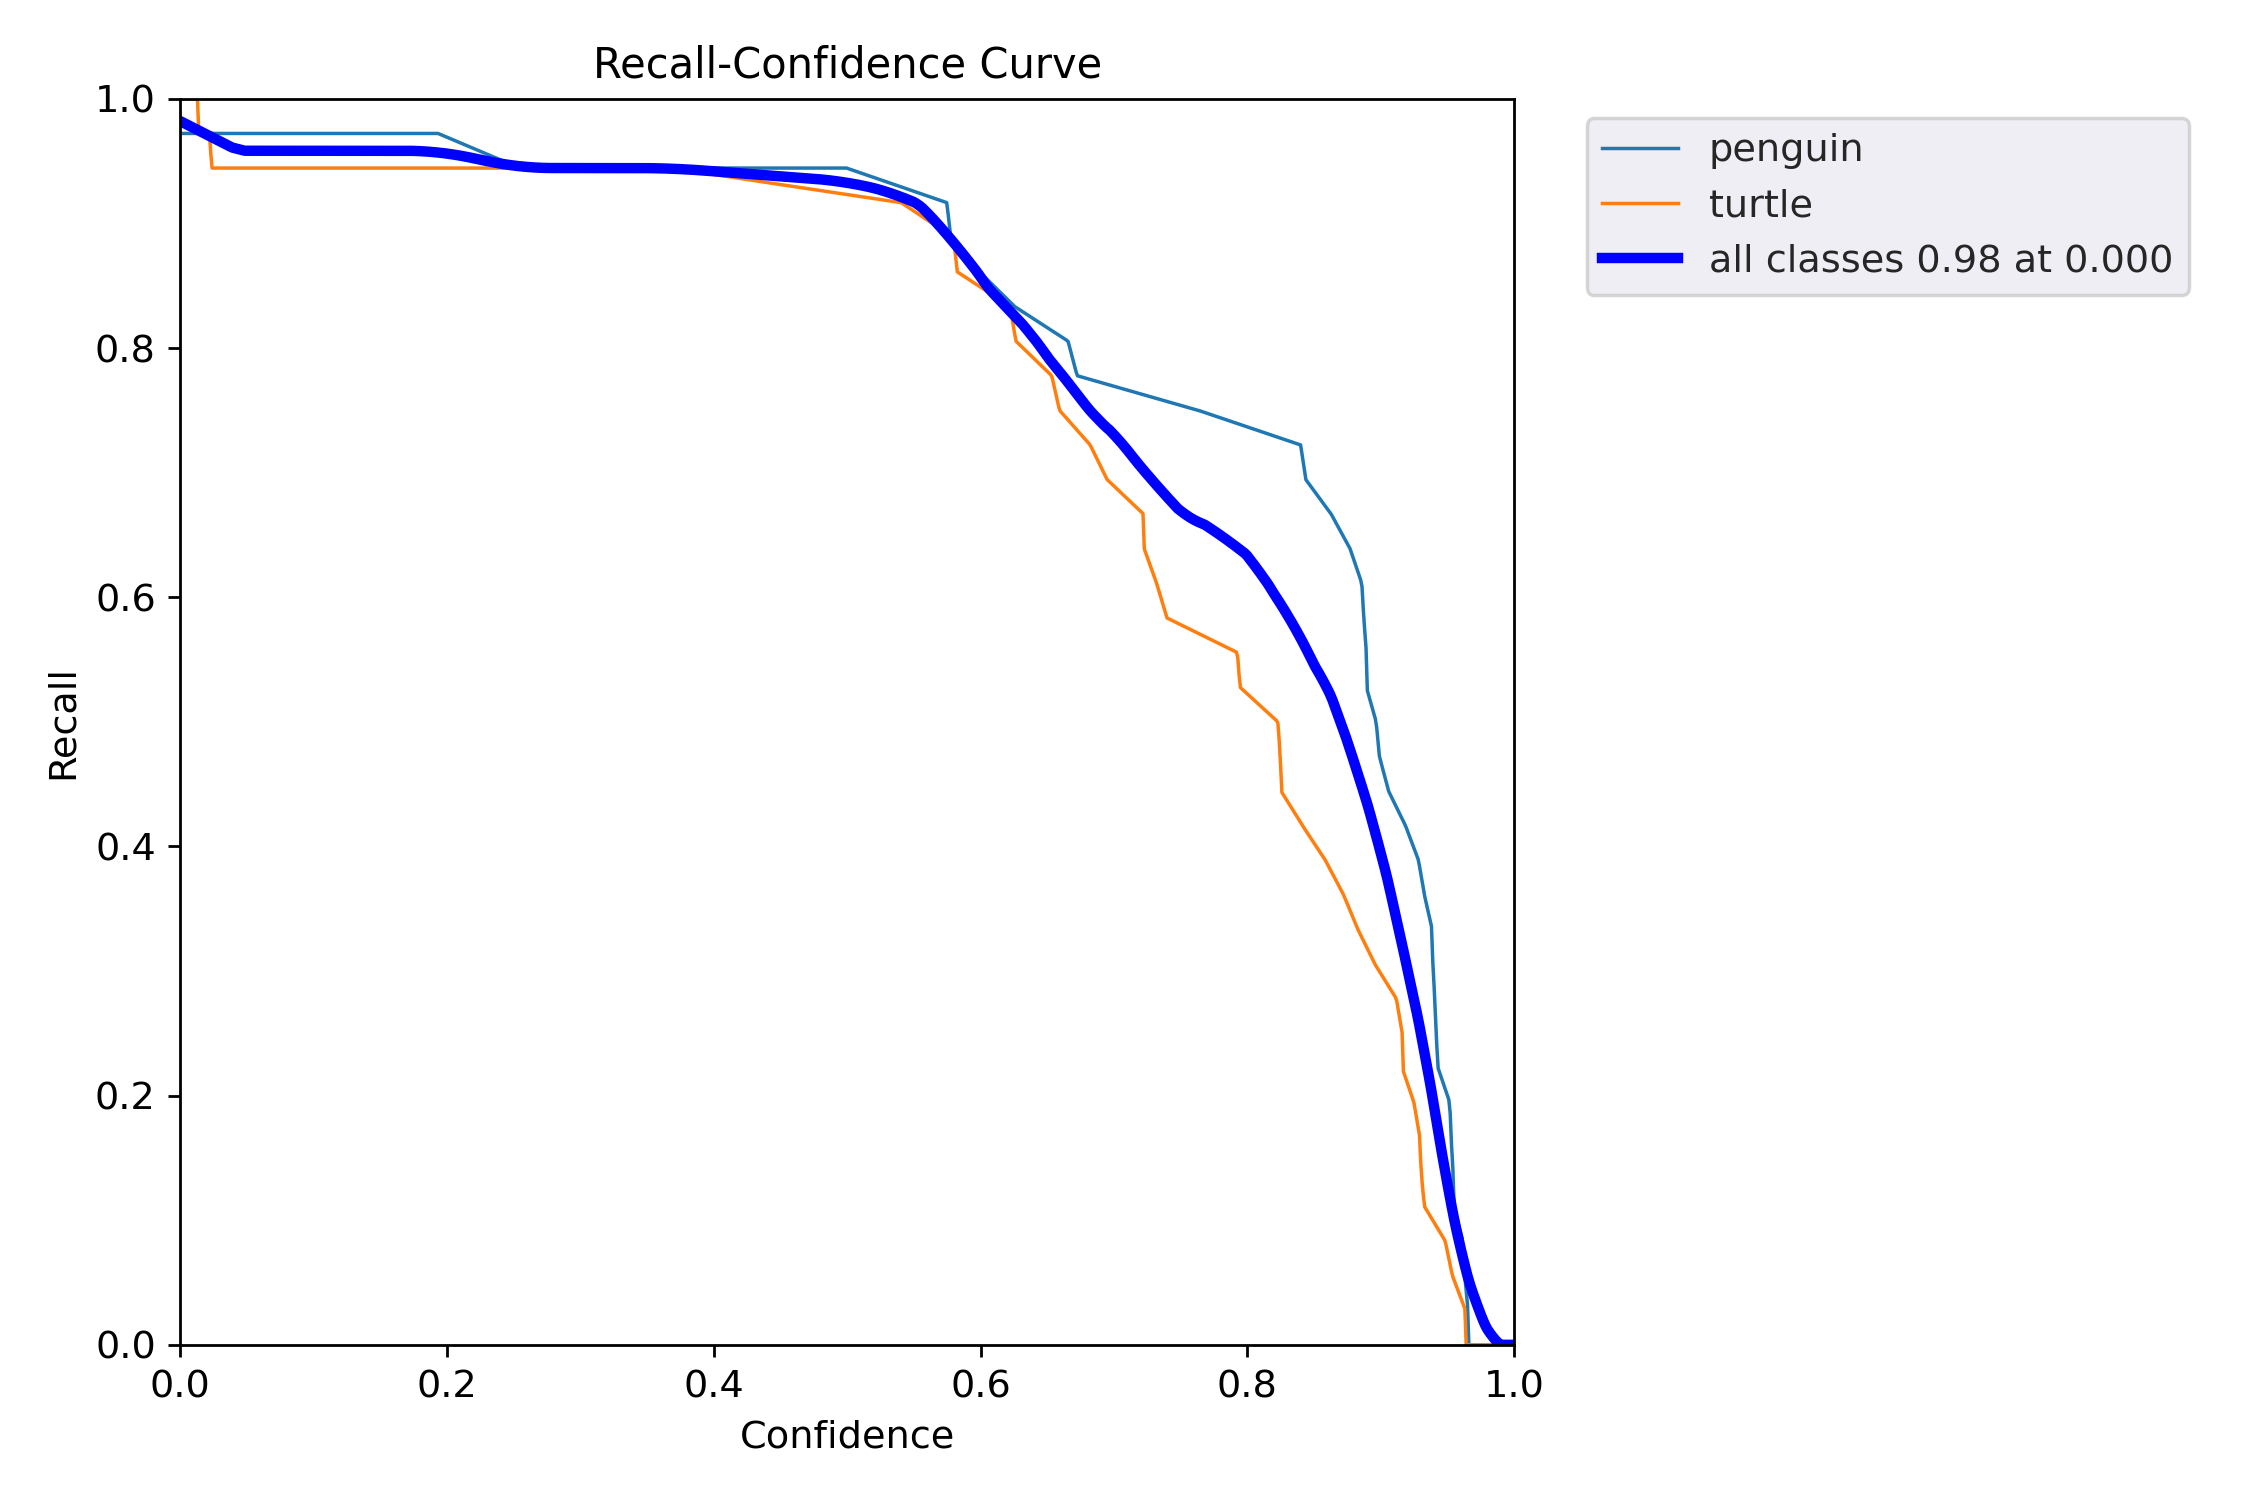 Recall-Confidence Curve
1.0
0.8
0.6
0.4
0.2
0.0
Recall
0.0 0.2 0.4 0.6 0.8 1.0
Confidence
penguin
turtle
all classes 0.98 at 0.000